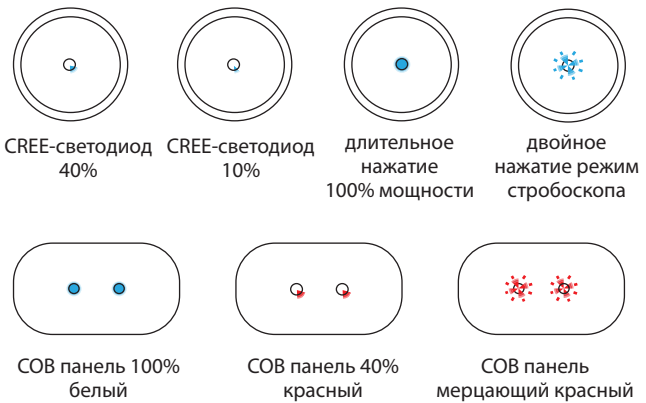 CREE-светодиод
40%
CREE-светодиод
10%
длительное
нажатие
100% мощности
двойное
нажатие режим
стробоскопа
COB панель 100%
белый
COB панель 40%
красный
COB панель
мерцающий красный